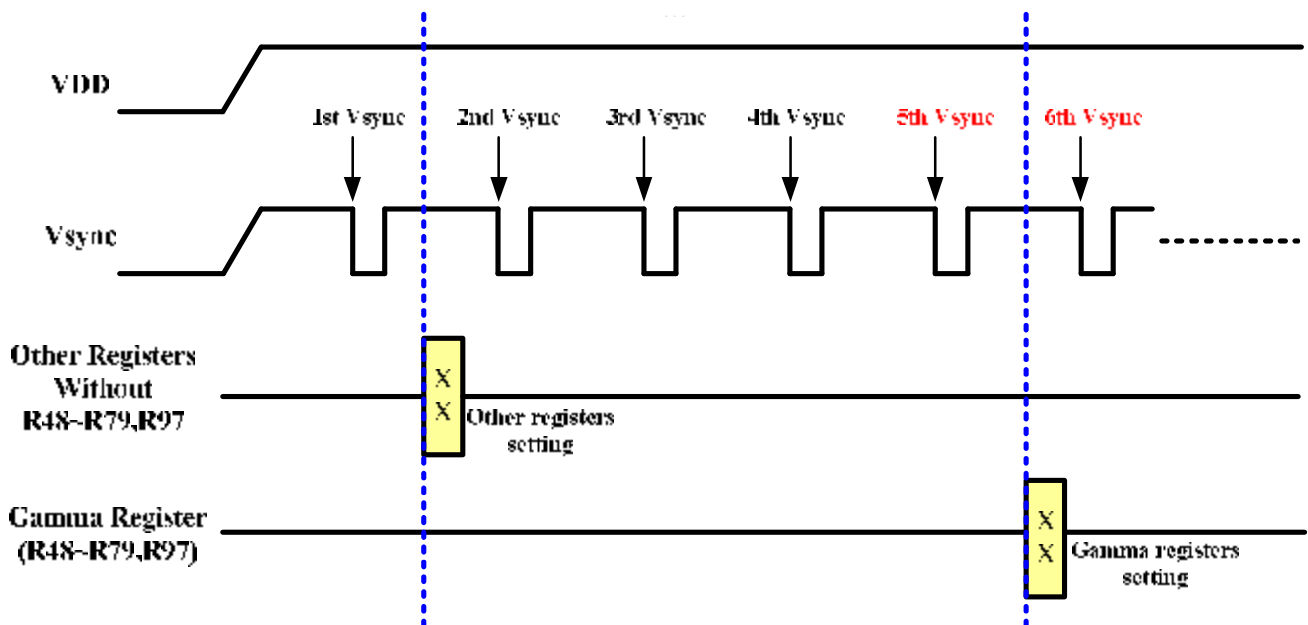 VDD
1st Vsync
2nd Vsync
3rd Vsync
4th Vsync
5th Vsync
6th Vsync
Vsync
Other Registers
Without
R48~R79,R97
X
X
Other registers
setting
Gamma Register
(R48~R79,R97)
X
X
Gamma registers
setting